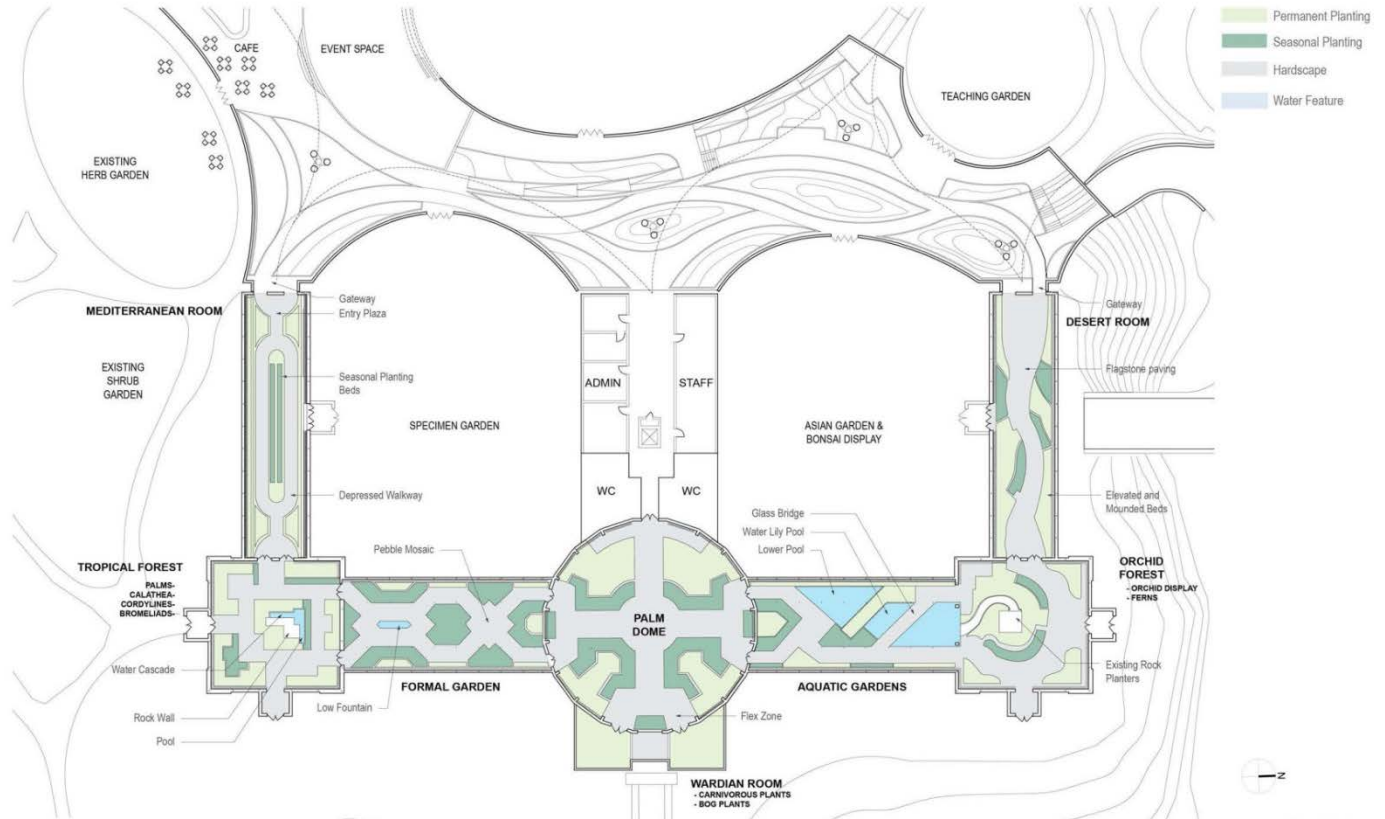 Permanent Planting
Seasonal Planting
Hardscape
Water Feature
CAFE
EVENT SPACE
TEACHING GARDEN
EXISTING
HERB GARDEN
Gateway
Entry Plaza
MEDITERRANEAN ROOM
EXISTING
SHRUB
GARDEN
Seasonal Planting
Beds
SPECIMEN GARDEN
Depressed Walkway
ADMIN
STAFF
WC
WC
ASIAN GARDEN &
BONSAI DISPLAY
Gateway
DESERT ROOM
Flagstone paving
Elevated and
Mounded Beds
Glass Bridge
Water Lily Pool
Lower Pool
Pebble Mosaic
TROPICAL FOREST
PALMS-
CALATHEA-
CORDYLINES-
BROMELIADS-
ORCHID
FOREST
- ORCHID DISPLAY
- FERNS
PALM
DOME
Water Cascade
Rock Wall
Pool
Low Fountain
FORMAL GARDEN
Flex Zone
AQUATIC GARDENS
Existing Rock
Planters
WARDIAN ROOM
- CARNIVOROUS PLANTS
- BOG PLANTS
N